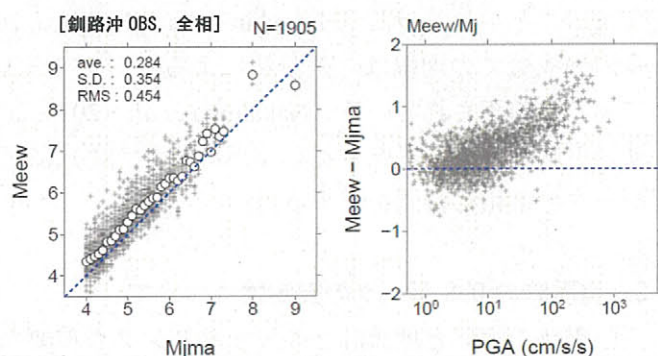 [釧路沖 OBS, 全相] N=1905
ave. : 0.284
S.D. : 0.354
RMS : 0.454
9
8
7
6
5
4
Meew
4 5 6 7 8 9
Mjma
Meew/Mj
2
1
0
−1
−2
Meew − Mjma
10⁰ 10¹ 10² 10³
PGA (cm/s/s)